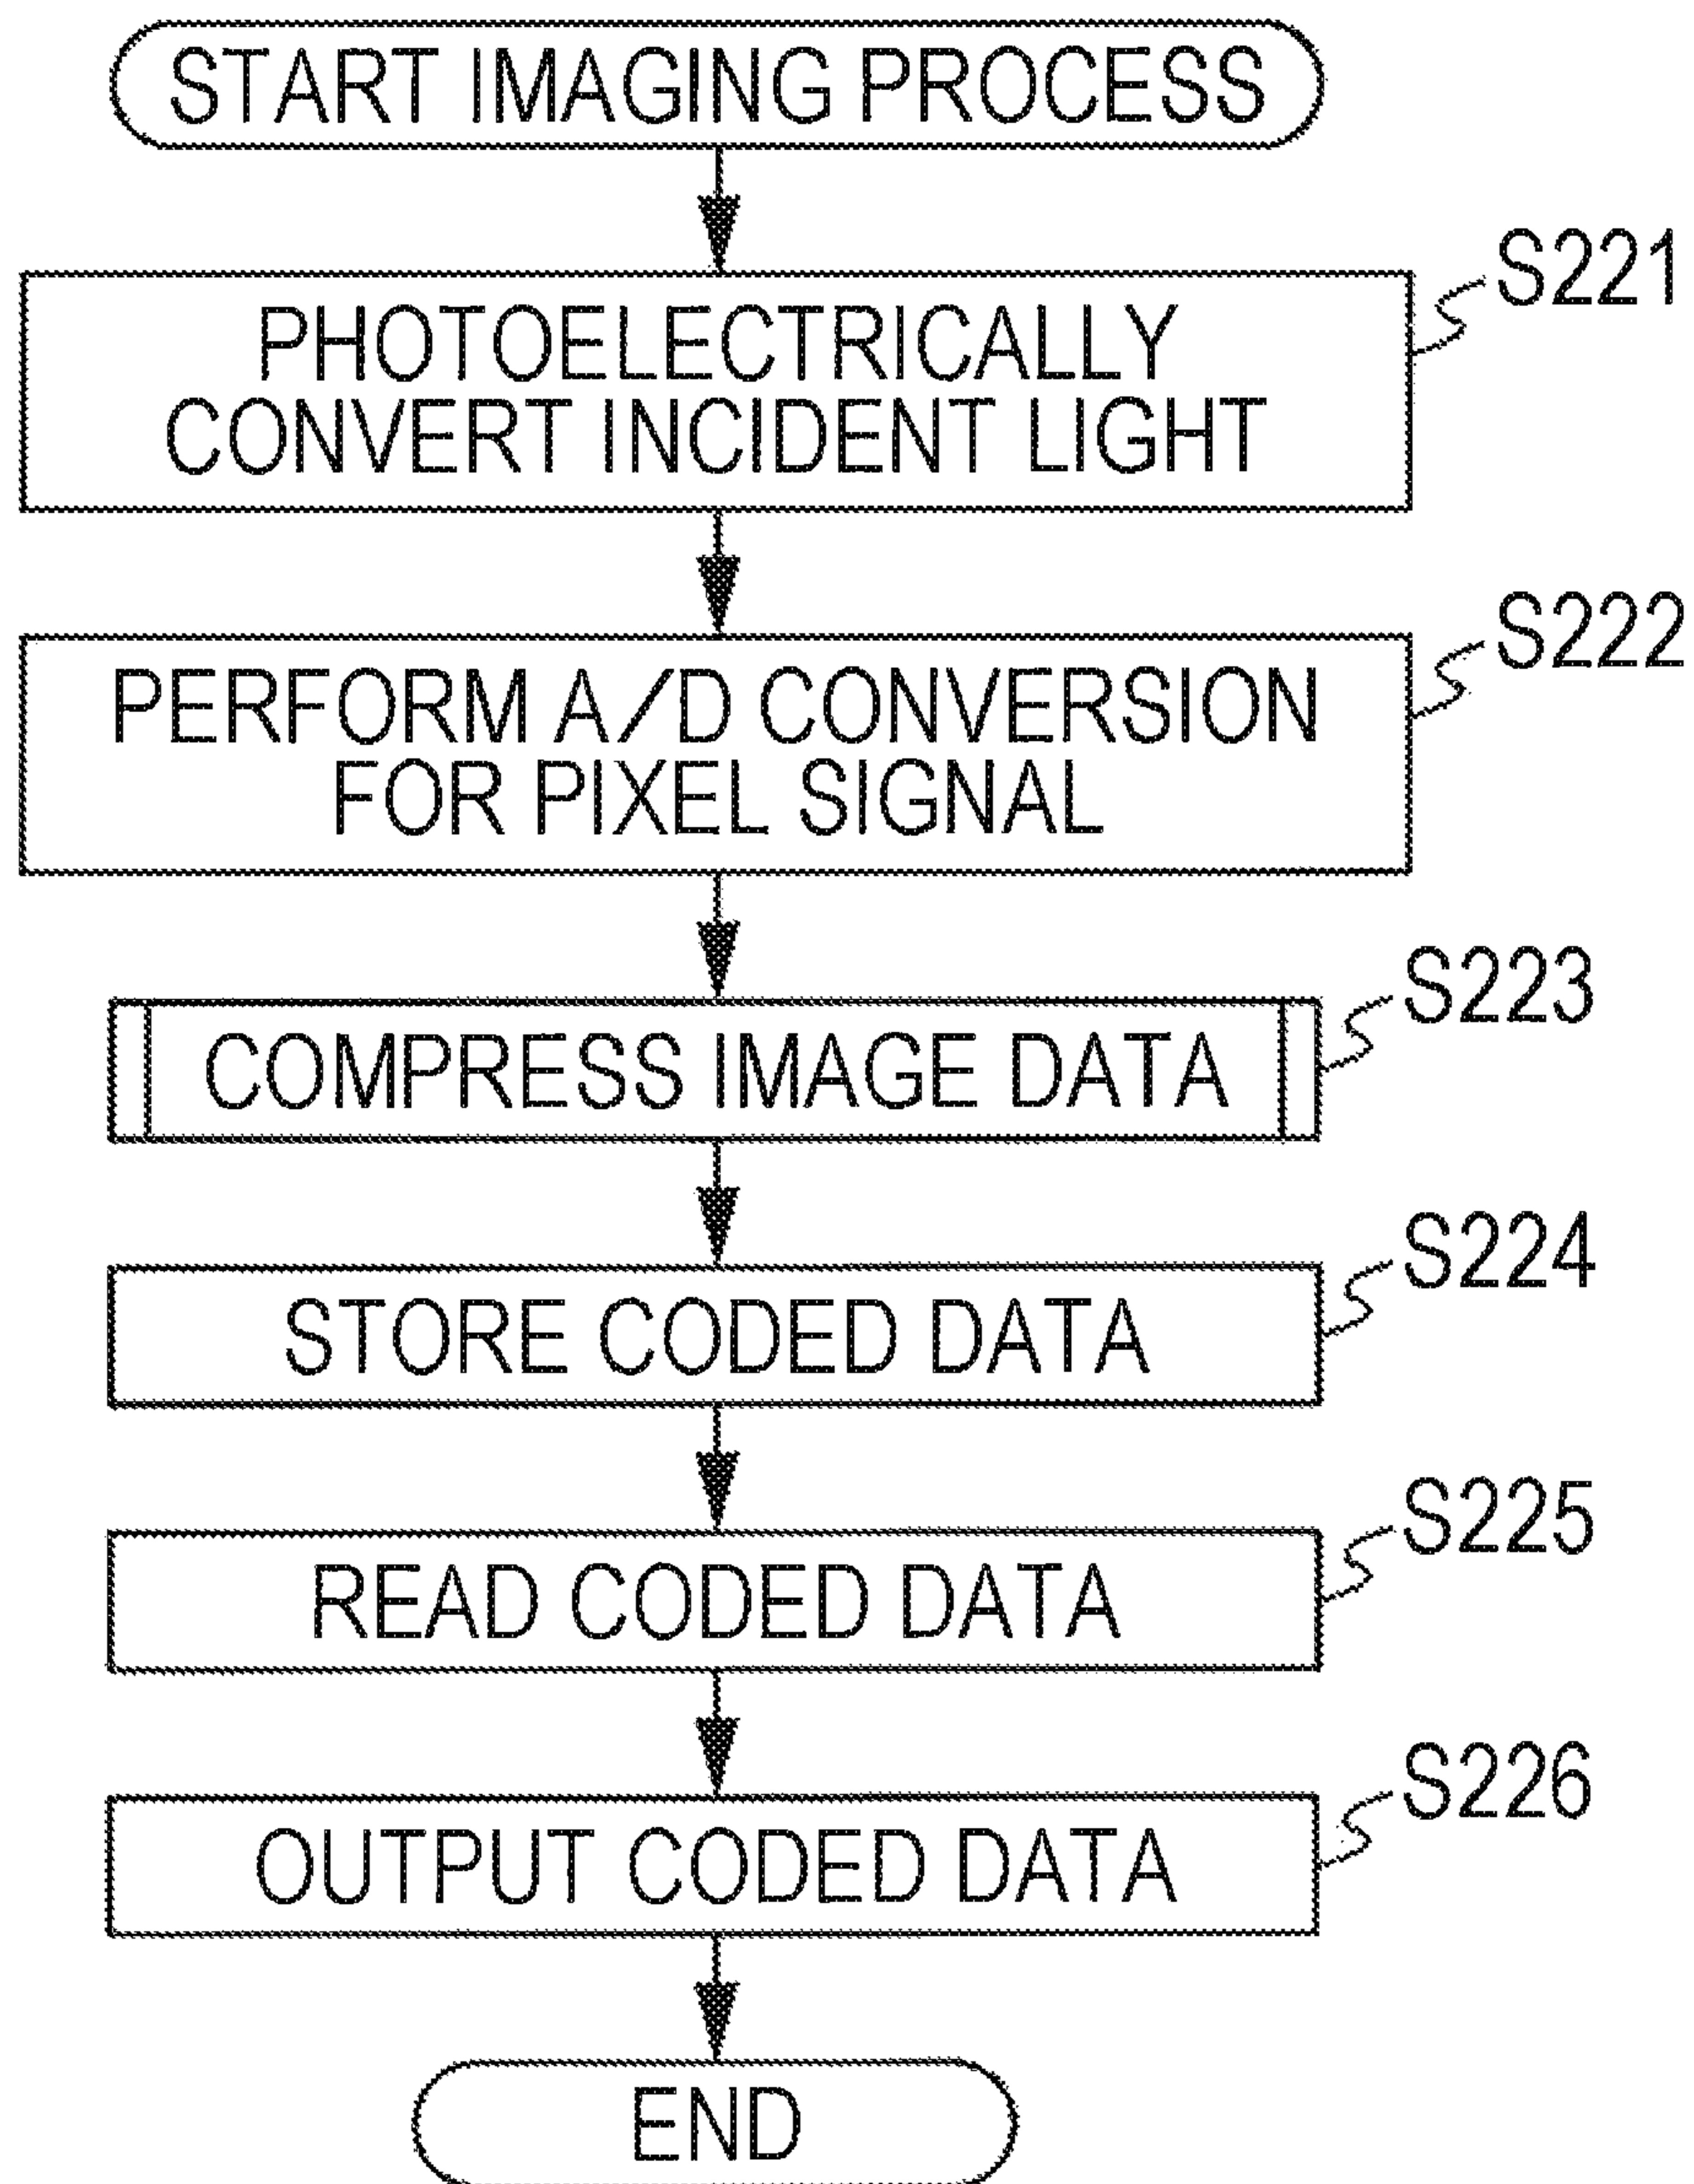 START IMAGING PROCESS
S221
PHOTOELECTRICALLY
CONVERT INCIDENT LIGHT
S222
PERFORM A/D CONVERSION
FOR PIXEL SIGNAL
S223
COMPRESS IMAGE DATA
S224
STORE CODED DATA
S225
READ CODED DATA
S226
OUTPUT CODED DATA
END